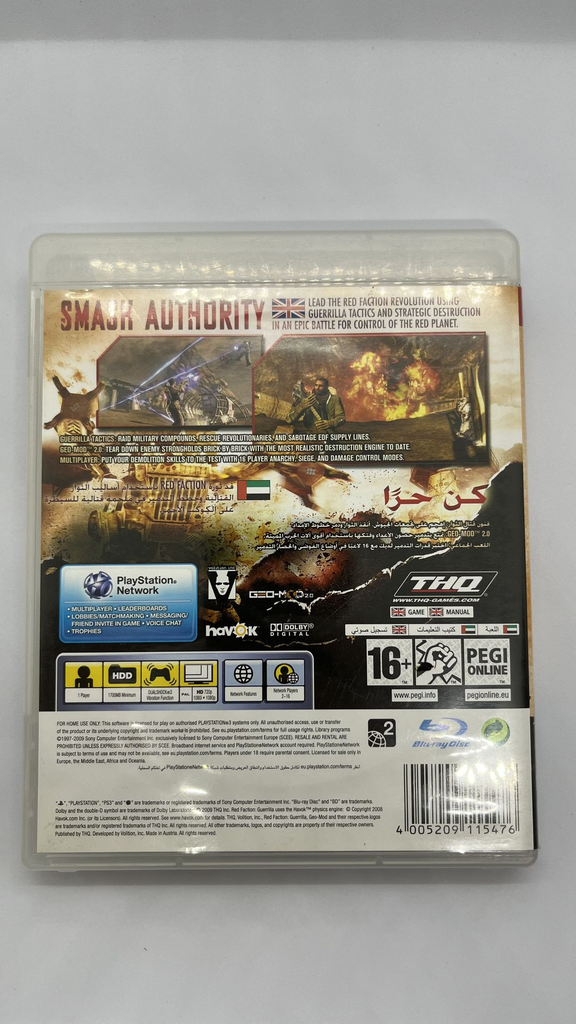 SMASH AUTHORITY
LEAD THE RED FACTION REVOLUTION USING
GUERRILLA TACTICS AND STRATEGIC DESTRUCTION
IN AN EPIC BATTLE FOR CONTROL OF THE RED PLANET.
GUERRILLA TACTICS: RAID MILITARY COMPOUNDS, RESCUE REVOLUTIONARIES, AND SABOTAGE EDF SUPPLY LINES.
GEO-MOD™ 2.0: TEAR DOWN ENEMY STRONGHOLDS BRICK BY BRICK WITH THE MOST REALISTIC DESTRUCTION ENGINE TO DATE.
MULTIPLAYER: PUT YOUR DEMOLITION SKILLS TO THE TEST WITH 16 PLAYER ANARCHY, SIEGE, AND DAMAGE CONTROL MODES.
كن حرًا
RED FACTION
على الكوكب الأحمر
PlayStation®
Network
• MULTIPLAYER • LEADERBOARDS
• LOBBIES/MATCHMAKING • MESSAGING/
FRIEND INVITE IN GAME • VOICE CHAT
• TROPHIES
GEO-MOD 2.0
havok
DOLBY®
DIGITAL
THQ
WWW.THQ-GAMES.COM
GAME MANUAL
اللعبة كتيب التعليمات تسجيل صوتي
16+™
www.pegi.info
PEGI
ONLINE
pegionline.eu
1 Player
HDD
1700MB Minimum
DUALSHOCK®3
Vibration Function
PAL
HD 720p
1080i • 1080p
Network Features
Network Players
2-16
FOR HOME USE ONLY. This software is licensed for play on authorised PLAYSTATION®3 systems only. All unauthorised access, use or transfer
of the product or its underlying copyright and trademark works is prohibited. See eu.playstation.com/terms for full usage rights. Library programs
©1997-2009 Sony Computer Entertainment Inc. exclusively licensed to Sony Computer Entertainment Europe (SCEE). RESALE AND RENTAL ARE
PROHIBITED UNLESS EXPRESSLY AUTHORISED BY SCEE. Broadband internet service and PlayStation®Network account required. PlayStation®Network
is subject to terms of use and may not be available, see eu.playstation.com/terms. Players under 18 require parental consent. Licensed for sale only in
Europe, the Middle East, Africa and Oceania.
2
Blu-ray Disc
"PLAYSTATION", "PS3" and are trademarks or registered trademarks of Sony Computer Entertainment Inc. "Blu-ray Disc" and "BD" are trademarks.
Dolby and the double-D symbol are trademarks of Dolby Laboratories. © 2009 THQ Inc. Red Faction: Guerrilla uses the Havok™ physics engine: © Copyright 2008
Havok.com Inc. (or its Licensors). All rights reserved. See www.havok.com for details. THQ, Volition, Inc., Red Faction: Guerrilla, Geo-Mod and their respective logos
are trademarks and/or registered trademarks of THQ Inc. All rights reserved. All other trademarks, logos, and copyrights are property of their respective owners.
Published by THQ. Developed by Volition, Inc. Made in Austria. All rights reserved.
4 005209 115476